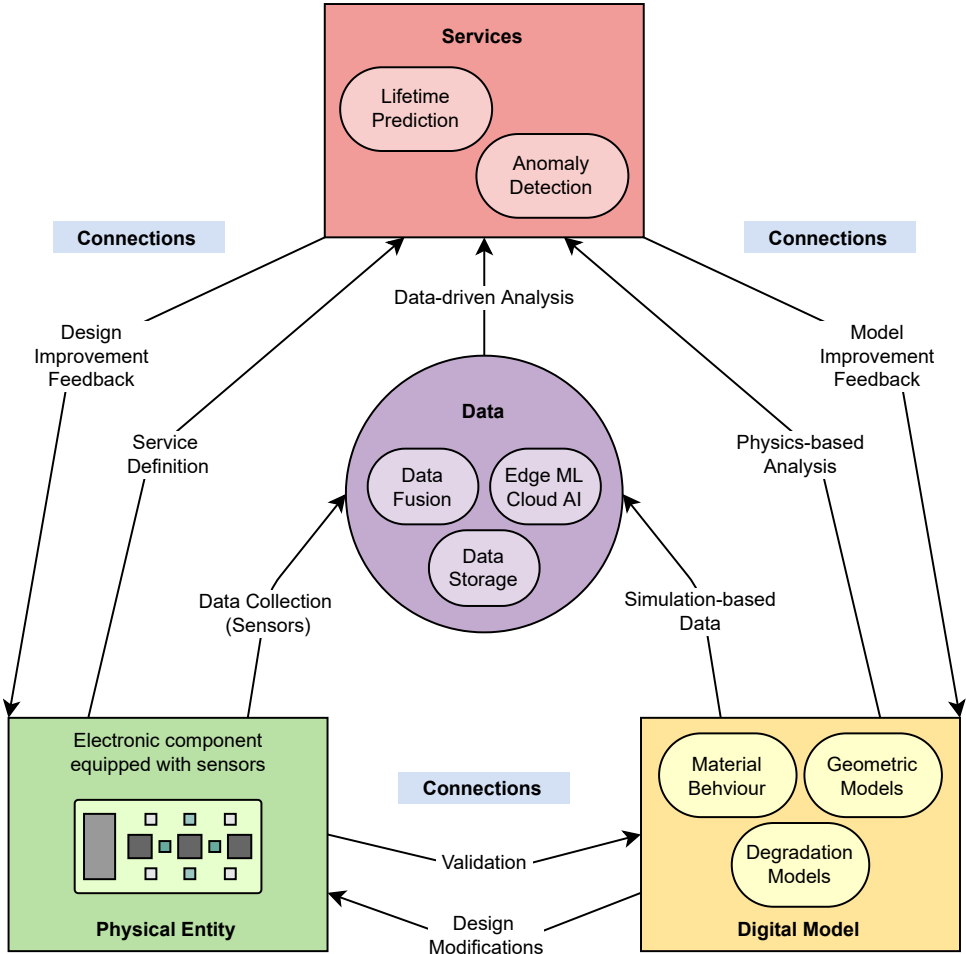 Services
Lifetime
Prediction
Anomaly
Detection
Connections
Connections
Data-driven Analysis
Design
Improvement
Feedback
Model
Improvement
Feedback
Service
Definition
Physics-based
Analysis
Data
Data
Fusion
Edge ML
Cloud AI
Data
Storage
Data Collection
(Sensors)
Simulation-based
Data
Electronic component
equipped with sensors
Physical Entity
Connections
Validation
Design
Modifications
Material
Behviour
Geometric
Models
Degradation
Models
Digital Model